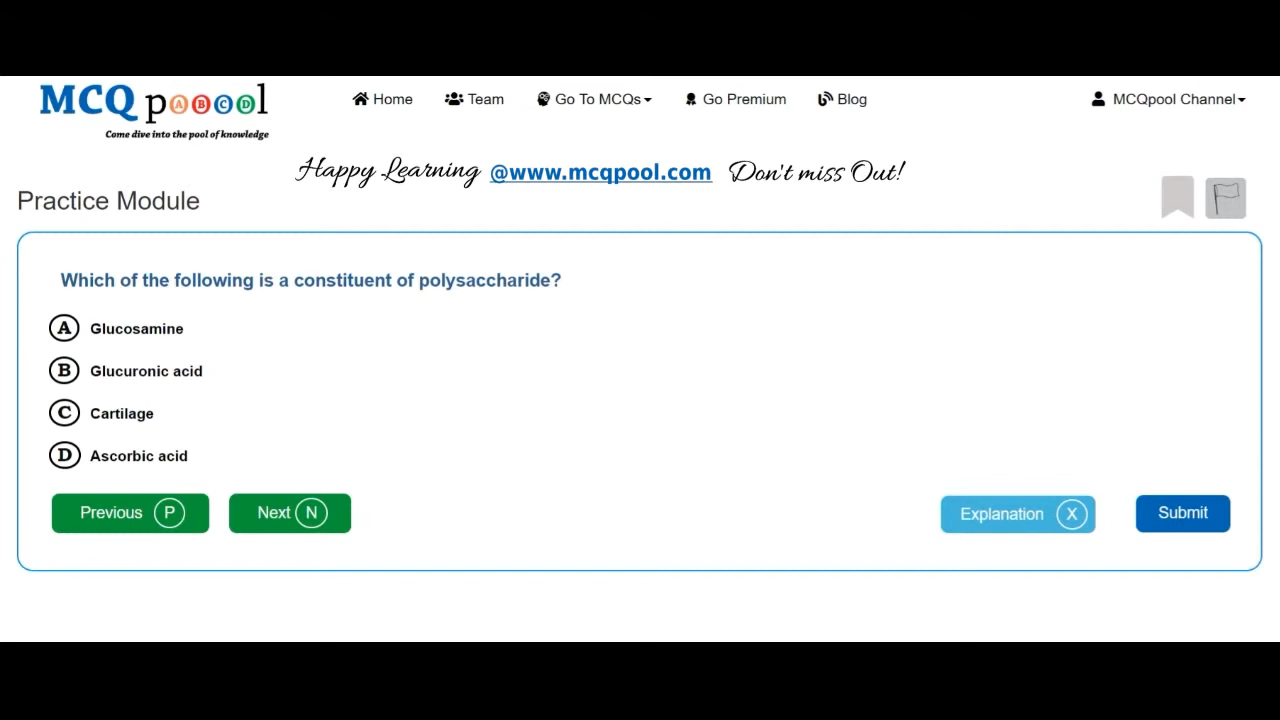 MCQ pooool
Come dive into the pool of knowledge
Home Team Go To MCQs Go Premium Blog MCQpool Channel
Happy Learning @www.mcqpool.com Don't miss Out!
Practice Module
Which of the following is a constituent of polysaccharide?
A Glucosamine
B Glucuronic acid
C Cartilage
D Ascorbic acid
Previous P Next N Explanation X Submit